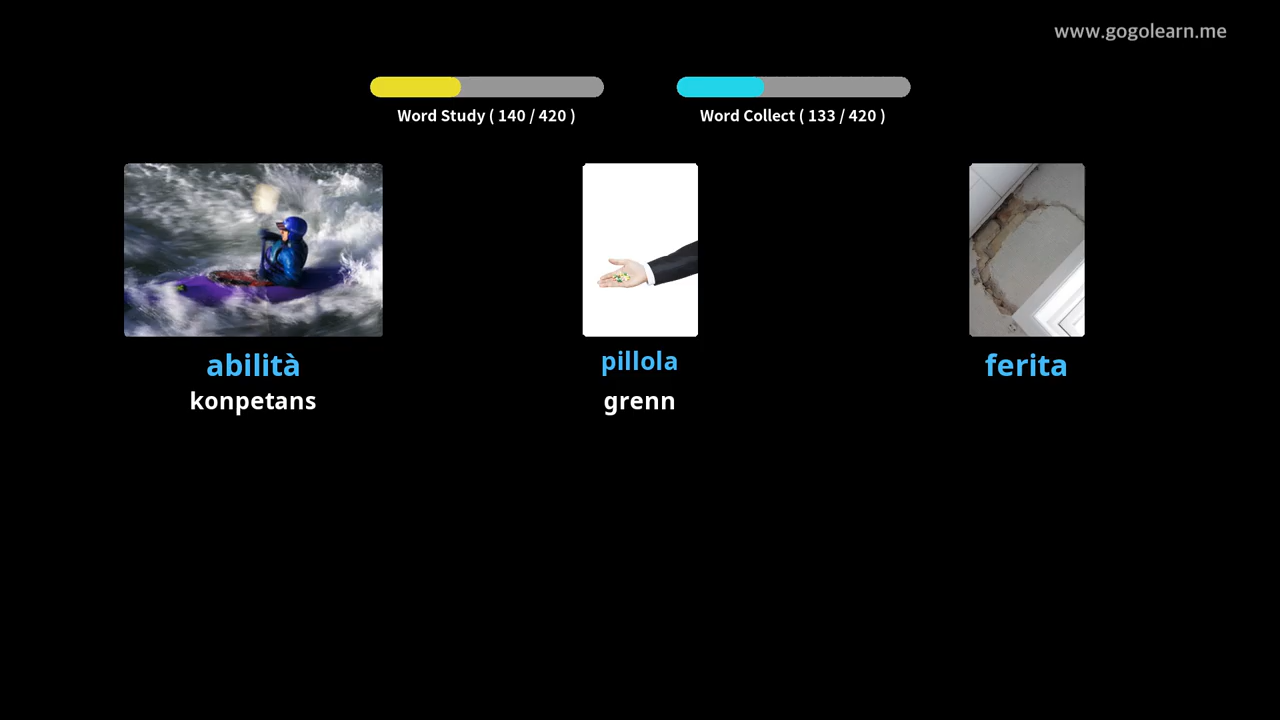 www.gogolearn.me
Word Study ( 140 / 420 )
Word Collect ( 133 / 420 )
abilità
konpetans
pillola
grenn
ferita